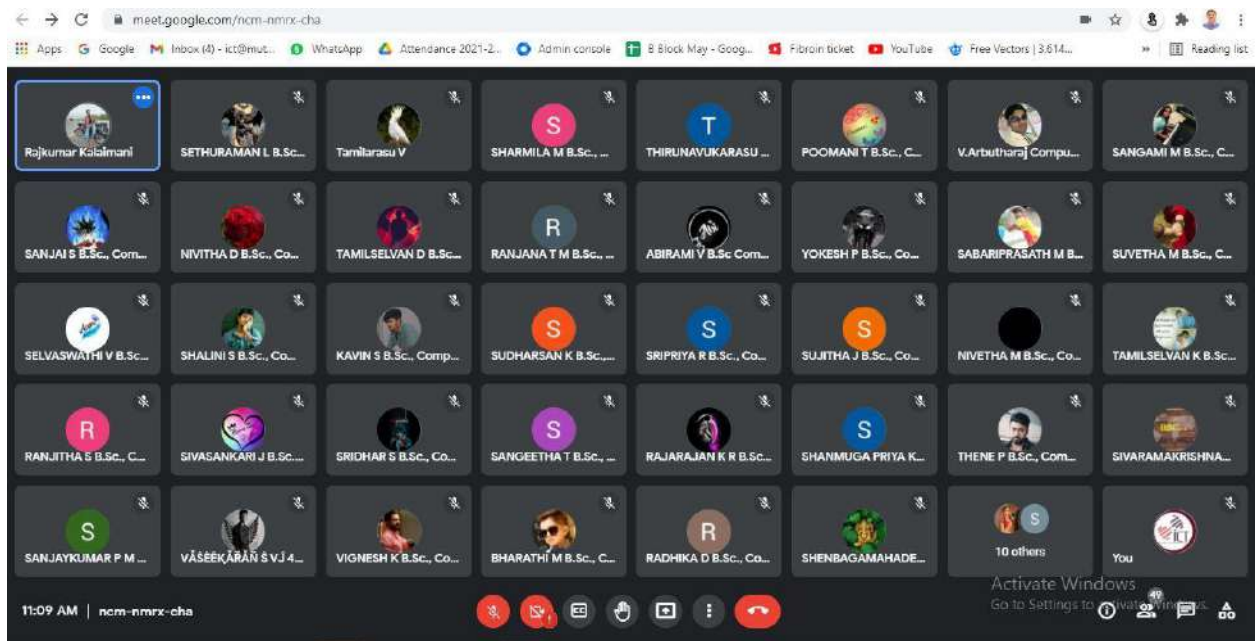 meet.google.com/ncm-nmrx-cha
Apps Google Inbox (4) - ict@mut... WhatsApp Attendance 2021-2... Admin console B Block May - Goog... Fibroin ticket YouTube Free Vectors | 3,614... » Reading list
Rajkumar Kalaimani SETHURAMAN L B.Sc... Tamilarasu V SHARMILA M B.Sc., ... THIRUNAVUKARASU ... POOMANI T B.Sc., C... V.Arbutharaj Compu... SANGAMI M B.Sc., C...
S T
SANJAI S B.Sc., Com... NIVITHA D B.Sc., Co... TAMILSELVAN D B.Sc... RANJANA T M B.Sc., ... ABIRAMI V B.Sc Com... YOKESH P B.Sc., Co... SABARIPRASATH M B... SUVETHA M B.Sc., C...
R
SELVASWATHI V B.Sc... SHALINI S B.Sc., Co... KAVIN S B.Sc., Comp... SUDHARSAN K B.Sc.,... SRIPRIYA R B.Sc., Co... SUJITHA J B.Sc., Co... NIVETHA M B.Sc., Co... TAMILSELVAN K B.Sc...
S S S
RANJITHA S B.Sc., C... SIVASANKARI J B.Sc.... SRIDHAR S B.Sc., Co... SANGEETHA T B.Sc., ... RAJARAJAN K R B.Sc... SHANMUGA PRIYA K... THENE P B.Sc., Com... SIVARAMAKRISHNA...
R S S
SANJAYKUMAR P M ... VÅŠÈÈKÅŘÅŇ Š V J 4... VIGNESH K B.Sc., Co... BHARATHI M B.Sc., C... RADHIKA D B.Sc., Co... SHENBAGAMAHADE... 10 others You
S R S ICT
Activate Windows
Go to Settings to activate Windows.
11:09 AM | ncm-nmrx-cha 49